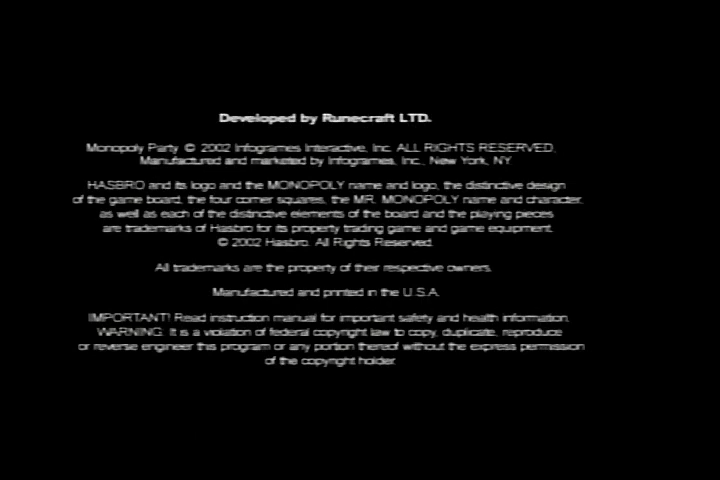 Developed by Runecraft LTD.
Monopoly Party © 2002 Infogrames Interactive, Inc. ALL RIGHTS RESERVED.
Manufactured and marketed by Infogrames, Inc., New York, NY
HASBRO and its logo and the MONOPOLY name and logo, the distinctive design
of the game board, the four corner squares, the MR. MONOPOLY name and character,
as well as each of the distinctive elements of the board and the playing pieces
are trademarks of Hasbro for its property trading game and game equipment.
© 2002 Hasbro. All Rights Reserved.
All trademarks are the property of their respective owners.
Manufactured and printed in the U.S.A.
IMPORTANT! Read instruction manual for important safety and health information.
WARNING: It is a violation of federal copyright law to copy, duplicate, reproduce
or reverse engineer this program or any portion thereof without the express permission
of the copyright holder.